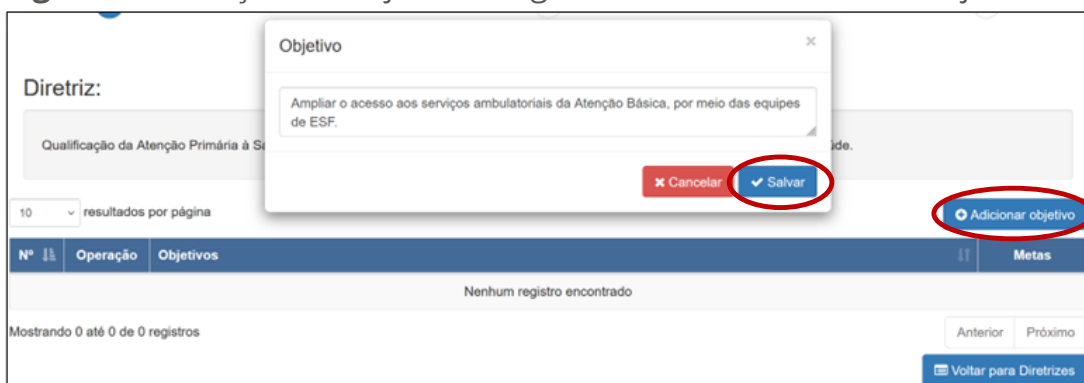 Objetivo
×
Diretriz:
Ampliar o acesso aos serviços ambulatoriais da Atenção Básica, por meio das equipes
de ESF.
Qualificação da Atenção Primária à
Cancelar
Salvar
10 resultados por página
Adicionar objetivo
Nº Operação Objetivos Metas
Nenhum registro encontrado
Mostrando 0 até 0 de 0 registros
Anterior Próximo
Voltar para Diretrizes